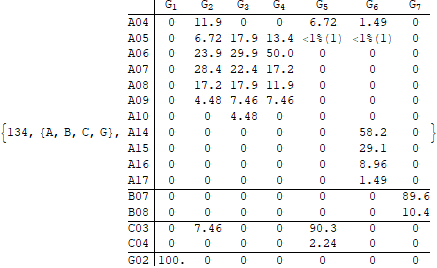 G1 G2 G3 G4 G5 G6 G7
A04 0 11.9 0 0 6.72 1.49 0
A05 0 6.72 17.9 13.4 <1%(1) <1%(1) 0
A06 0 23.9 29.9 50.0 0 0 0
A07 0 28.4 22.4 17.2 0 0 0
A08 0 17.2 17.9 11.9 0 0 0
A09 0 4.48 7.46 7.46 0 0 0
A10 0 0 4.48 0 0 0 0
{134, {A, B, C, G}, A14 0 0 0 0 0 58.2 0 }
A15 0 0 0 0 0 29.1 0
A16 0 0 0 0 0 8.96 0
A17 0 0 0 0 0 1.49 0
B07 0 0 0 0 0 0 89.6
B08 0 0 0 0 0 0 10.4
C03 0 7.46 0 0 90.3 0 0
C04 0 0 0 0 2.24 0 0
G02 100. 0 0 0 0 0 0